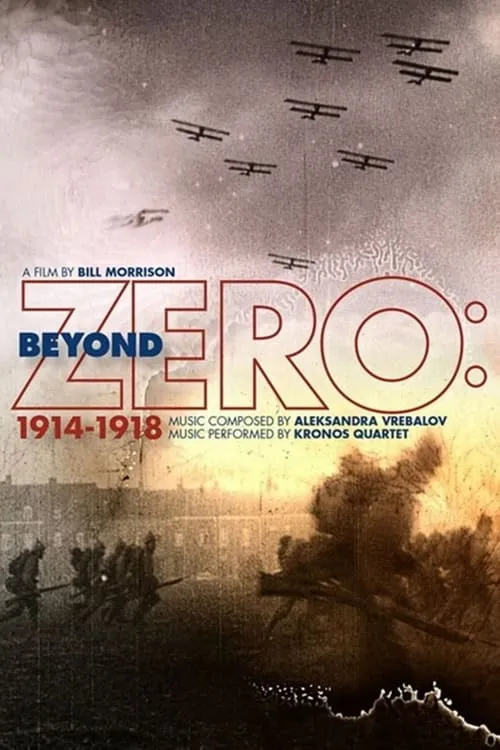 A FILM BY BILL MORRISON
BEYOND ZERO:
1914-1918
MUSIC COMPOSED BY ALEKSANDRA VREBALOV
MUSIC PERFORMED BY KRONOS QUARTET